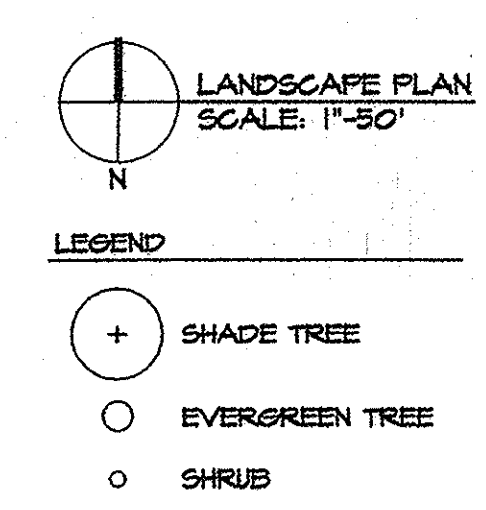 LANDSCAPE PLAN
SCALE: 1"-50'
N
LEGEND
SHADE TREE
EVERGREEN TREE
SHRUB